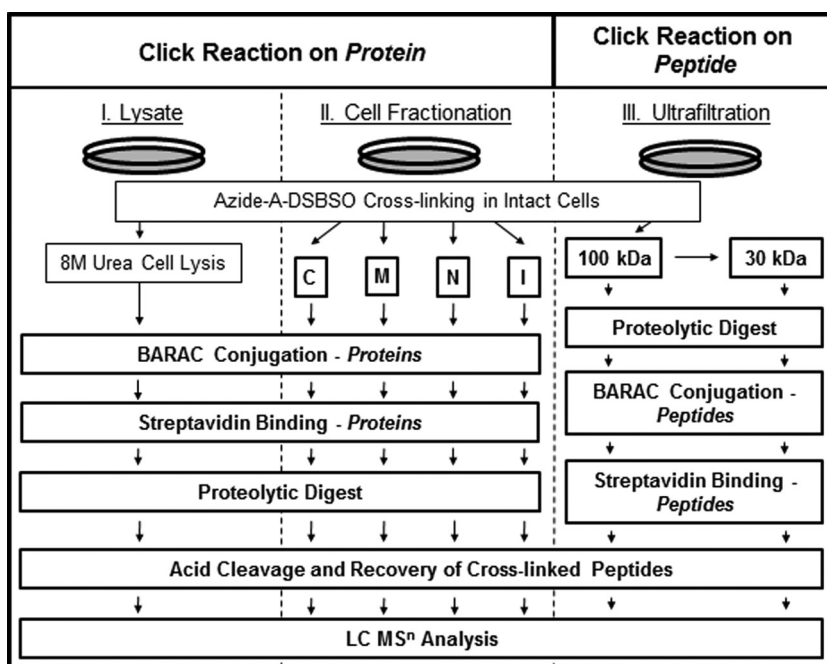 Click Reaction on Protein
Click Reaction on
Peptide
I. Lysate
II. Cell Fractionation
III. Ultrafiltration
Azide-A-DSBSO Cross-linking in Intact Cells
8M Urea Cell Lysis
C
M
N
I
100 kDa
30 kDa
Proteolytic Digest
BARAC Conjugation - Proteins
BARAC Conjugation -
Peptides
Streptavidin Binding - Proteins
Streptavidin Binding -
Peptides
Proteolytic Digest
Acid Cleavage and Recovery of Cross-linked Peptides
LC MSⁿ Analysis